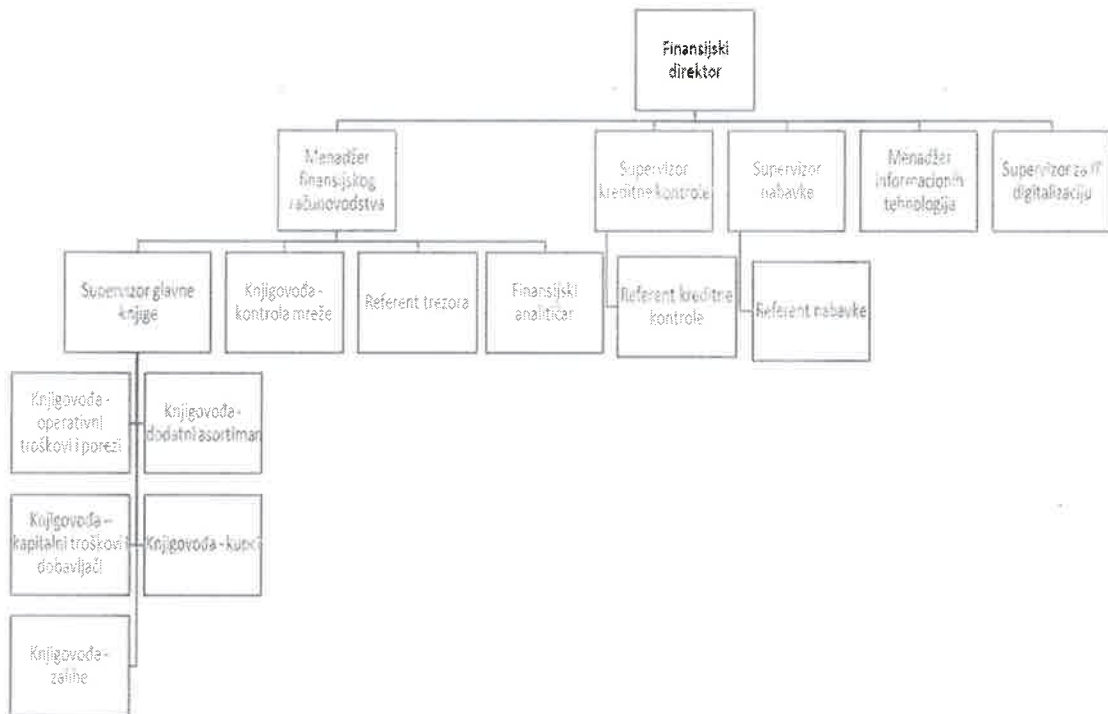 Finansijski
direktor
Menadžer
finansijskog
računovodstva
Supervizor
kreditne kontrole
Supervizor
nabavke
Menadžer
informacionih
tehnologija
Supervizor za IT
digitalizaciju
Supervizor glavne
knjige
Knjigovođa -
kontrola mreže
Referent trezora
Finansijski
analitičar
Referent kreditne
kontrole
Referent nabavke
Knjigovođa -
operativni
troškovi i porezi
Knjigovođa -
dodatni asortiman
Knjigovođa –
kapitalni troškovi i
dobavljači
Knjigovođa - kupci
Knjigovođa -
zalihe